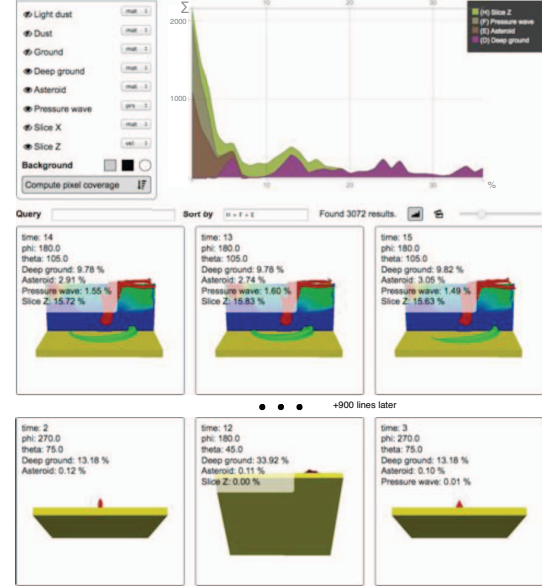 Light dust mat
Dust mat
Ground mat
Deep ground mat
Asteroid mat
Pressure wave prs
Slice X mat
Slice Z vel
Background
Compute pixel coverage
Σ
2000
1000
10 20 30
10 20 30 %
(H) Slice Z
(F) Pressure wave
(E) Asteroid
(D) Deep ground
Query Sort by H + F + E Found 3072 results.
time: 14
phi: 180.0
theta: 105.0
Deep ground: 9.78 %
Asteroid: 2.91 %
Pressure wave: 1.55 %
Slice Z: 15.72 %
time: 13
phi: 180.0
theta: 105.0
Deep ground: 9.78 %
Asteroid: 2.74 %
Pressure wave: 1.60 %
Slice Z: 15.83 %
time: 15
phi: 180.0
theta: 105.0
Deep ground: 9.82 %
Asteroid: 3.05 %
Pressure wave: 1.49 %
Slice Z: 15.63 %
● ● ● +900 lines later
time: 2
phi: 270.0
theta: 75.0
Deep ground: 13.18 %
Asteroid: 0.12 %
time: 12
phi: 180.0
theta: 45.0
Deep ground: 33.92 %
Asteroid: 0.11 %
Slice Z: 0.00 %
time: 3
phi: 270.0
theta: 75.0
Deep ground: 13.18 %
Asteroid: 0.10 %
Pressure wave: 0.01 %